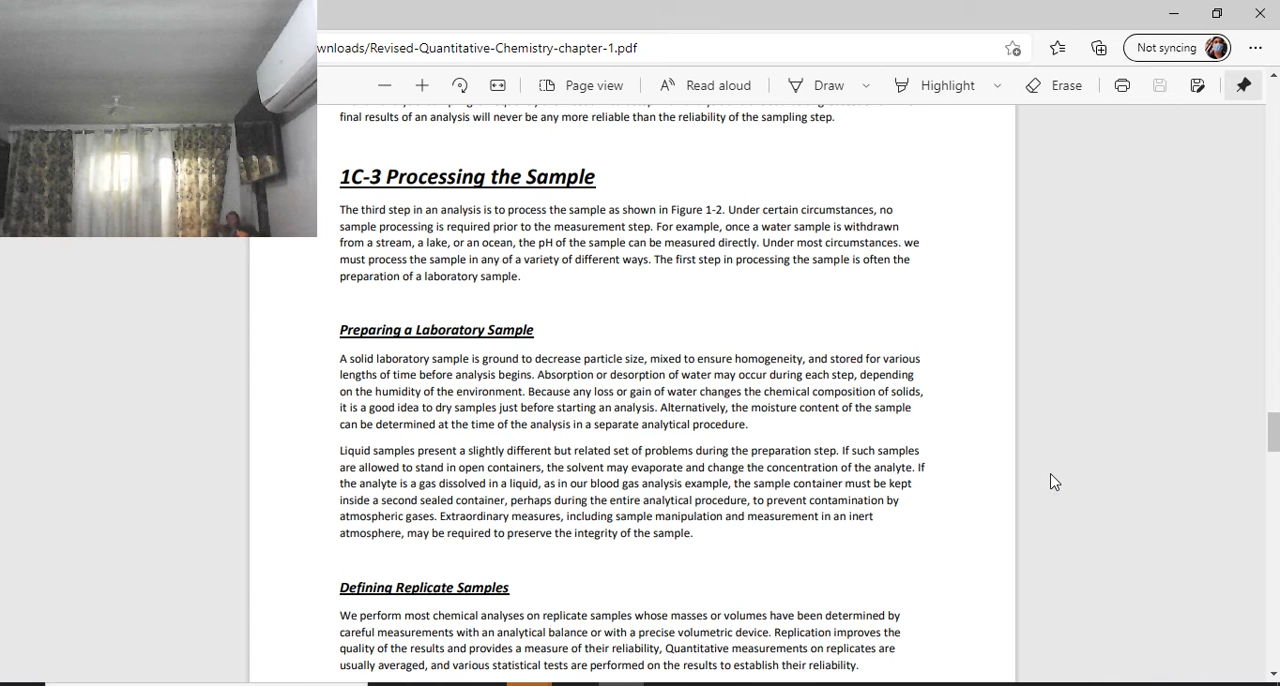 wnloads/Revised-Quantitative-Chemistry-chapter-1.pdf
Not syncing
Page view
Read aloud
Draw
Highlight
Erase
final results of an analysis will never be any more reliable than the reliability of the sampling step.
1C-3 Processing the Sample
The third step in an analysis is to process the sample as shown in Figure 1-2. Under certain circumstances, no
sample processing is required prior to the measurement step. For example, once a water sample is withdrawn
from a stream, a lake, or an ocean, the pH of the sample can be measured directly. Under most circumstances. we
must process the sample in any of a variety of different ways. The first step in processing the sample is often the
preparation of a laboratory sample.
Preparing a Laboratory Sample
A solid laboratory sample is ground to decrease particle size, mixed to ensure homogeneity, and stored for various
lengths of time before analysis begins. Absorption or desorption of water may occur during each step, depending
on the humidity of the environment. Because any loss or gain of water changes the chemical composition of solids,
it is a good idea to dry samples just before starting an analysis. Alternatively, the moisture content of the sample
can be determined at the time of the analysis in a separate analytical procedure.
Liquid samples present a slightly different but related set of problems during the preparation step. If such samples
are allowed to stand in open containers, the solvent may evaporate and change the concentration of the analyte. If
the analyte is a gas dissolved in a liquid, as in our blood gas analysis example, the sample container must be kept
inside a second sealed container, perhaps during the entire analytical procedure, to prevent contamination by
atmospheric gases. Extraordinary measures, including sample manipulation and measurement in an inert
atmosphere, may be required to preserve the integrity of the sample.
Defining Replicate Samples
We perform most chemical analyses on replicate samples whose masses or volumes have been determined by
careful measurements with an analytical balance or with a precise volumetric device. Replication improves the
quality of the results and provides a measure of their reliability, Quantitative measurements on replicates are
usually averaged, and various statistical tests are performed on the results to establish their reliability.